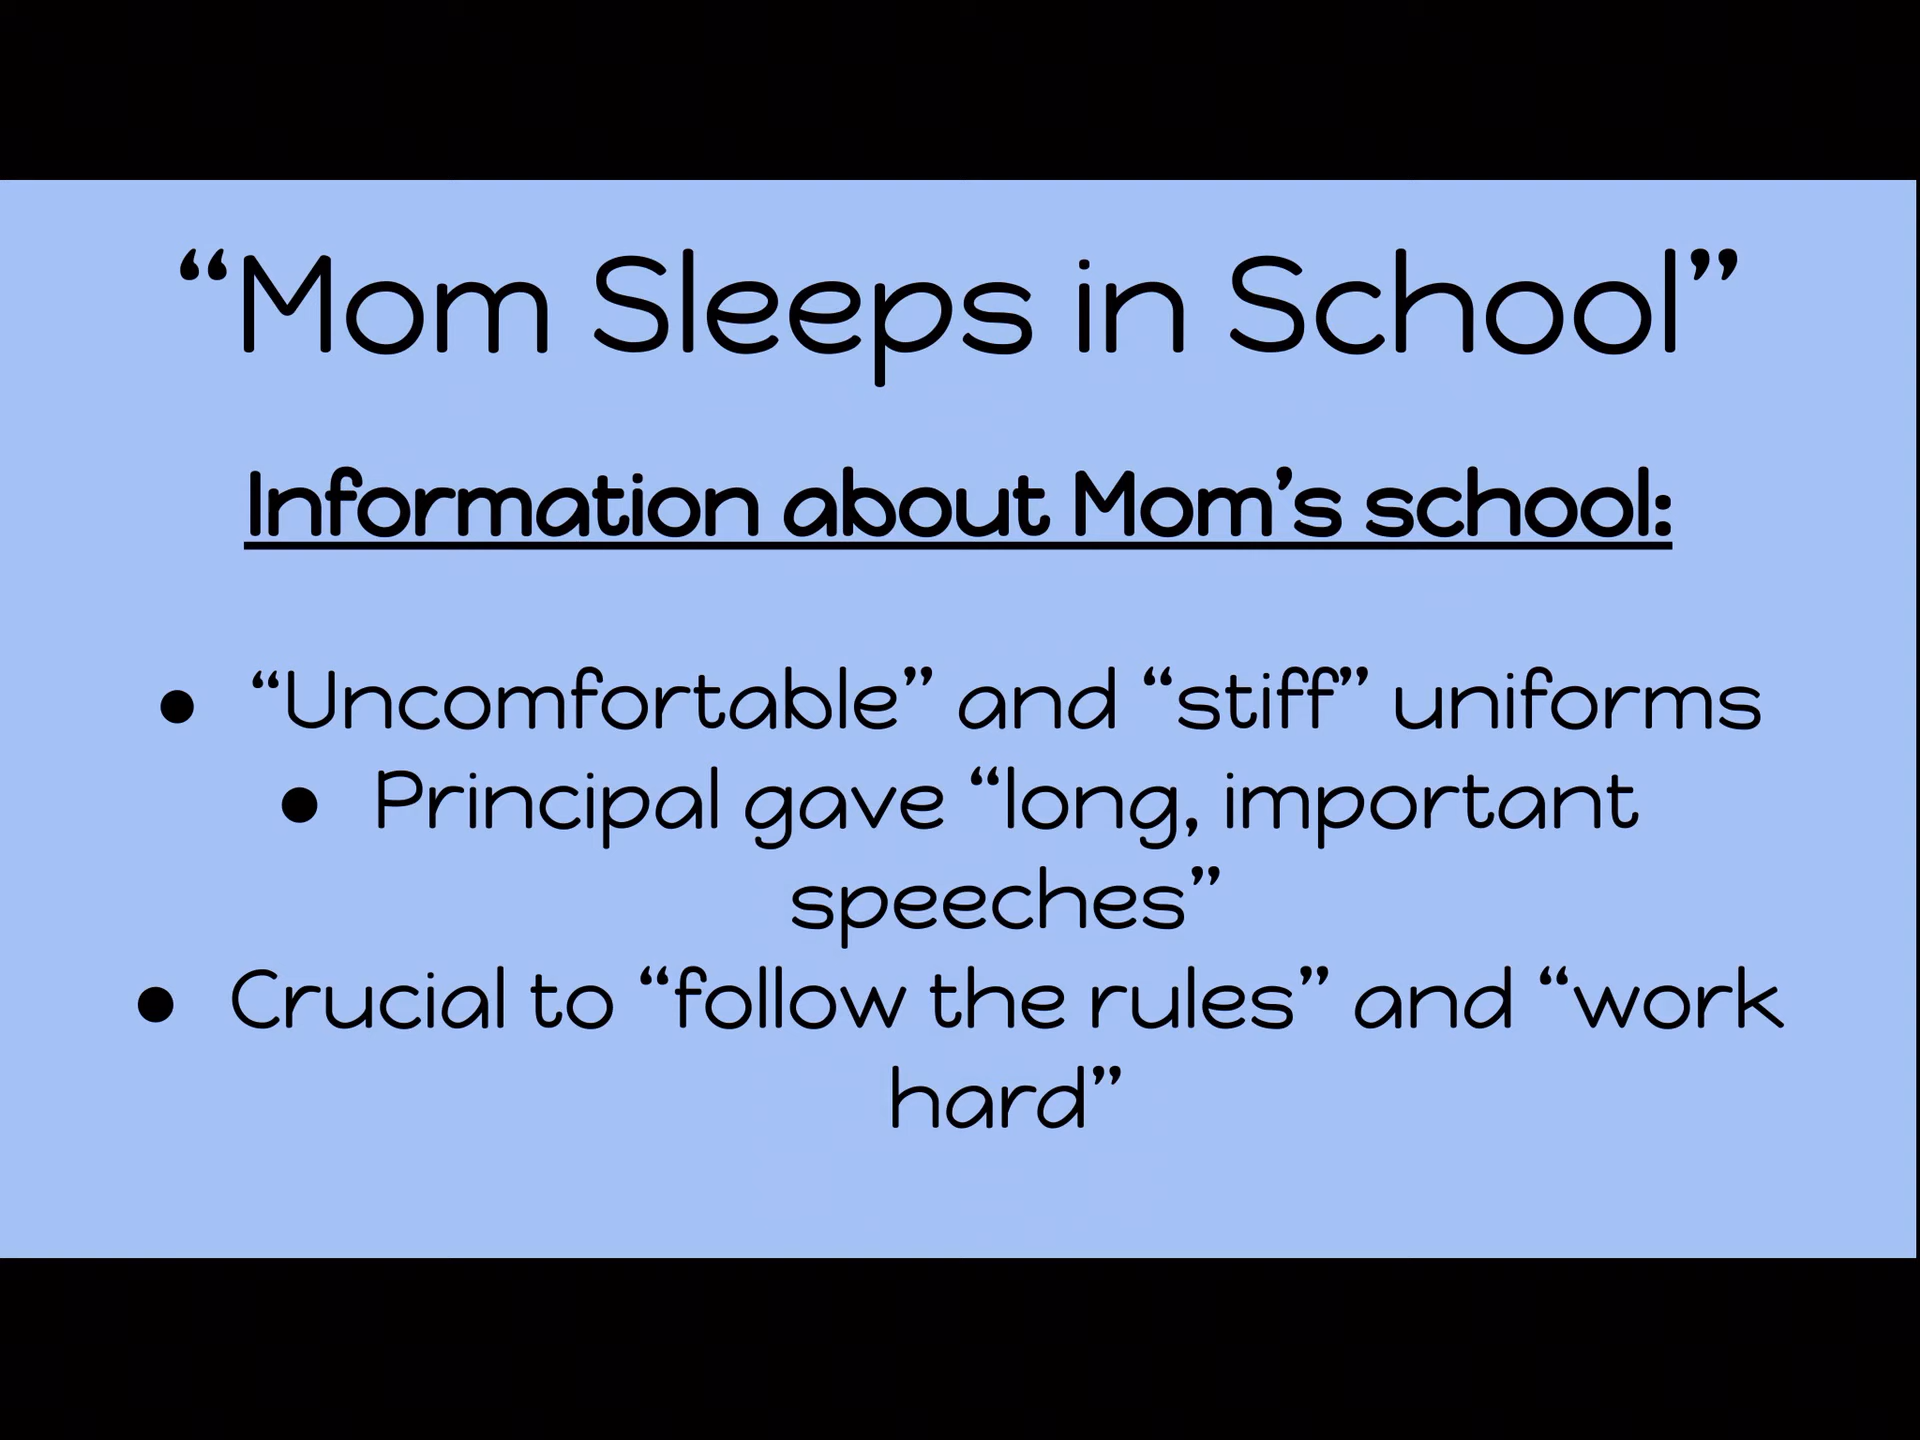 “Mom Sleeps in School”
Information about Mom’s school:
● “Uncomfortable” and “stiff” uniforms
● Principal gave “long, important
speeches”
● Crucial to “follow the rules” and “work
hard”